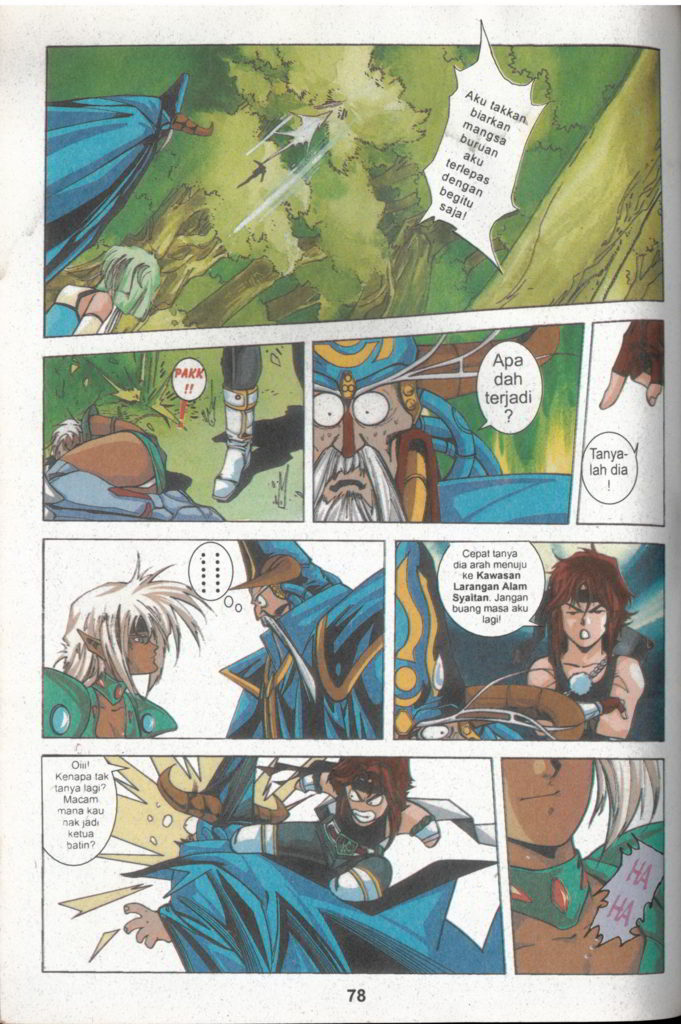 Aku takkan
biarkan
mangsa
buruan
aku
terlepas
dengan
begitu
saja!
PAKK
!!
Apa
dah
terjadi
?
Tanya-
lah dia
!
Cepat tanya
dia arah menuju
ke Kawasan
Larangan Alam
Syaitan. Jangan
buang masa aku
lagi!
Oiii!
Kenapa tak
tanya lagi?
Macam
mana kau
nak jadi
ketua
batin?
HA
HA
78